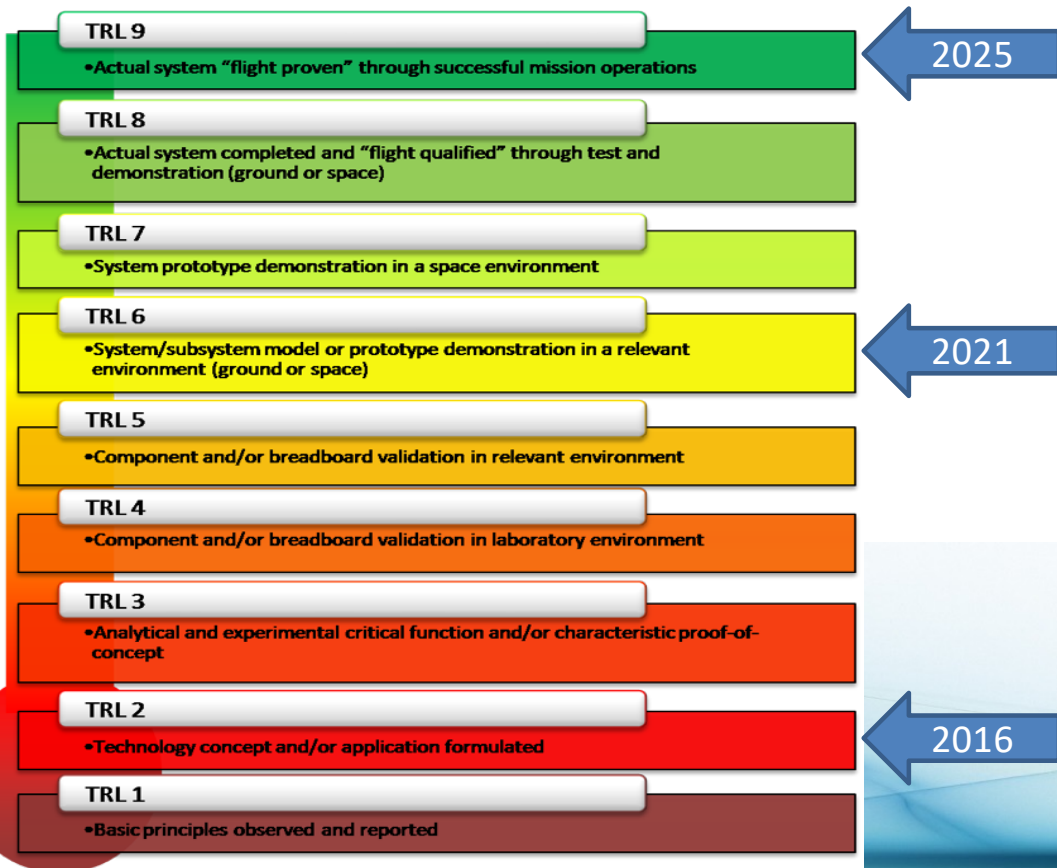 TRL 9
2025
•Actual system “flight proven” through successful mission operations
TRL 8
•Actual system completed and “flight qualified” through test and
demonstration (ground or space)
TRL 7
•System prototype demonstration in a space environment
TRL 6
•System/subsystem model or prototype demonstration in a relevant
environment (ground or space)
2021
TRL 5
•Component and/or breadboard validation in relevant environment
TRL 4
•Component and/or breadboard validation in laboratory environment
TRL 3
•Analytical and experimental critical function and/or characteristic proof-of-
concept
TRL 2
•Technology concept and/or application formulated
2016
TRL 1
•Basic principles observed and reported